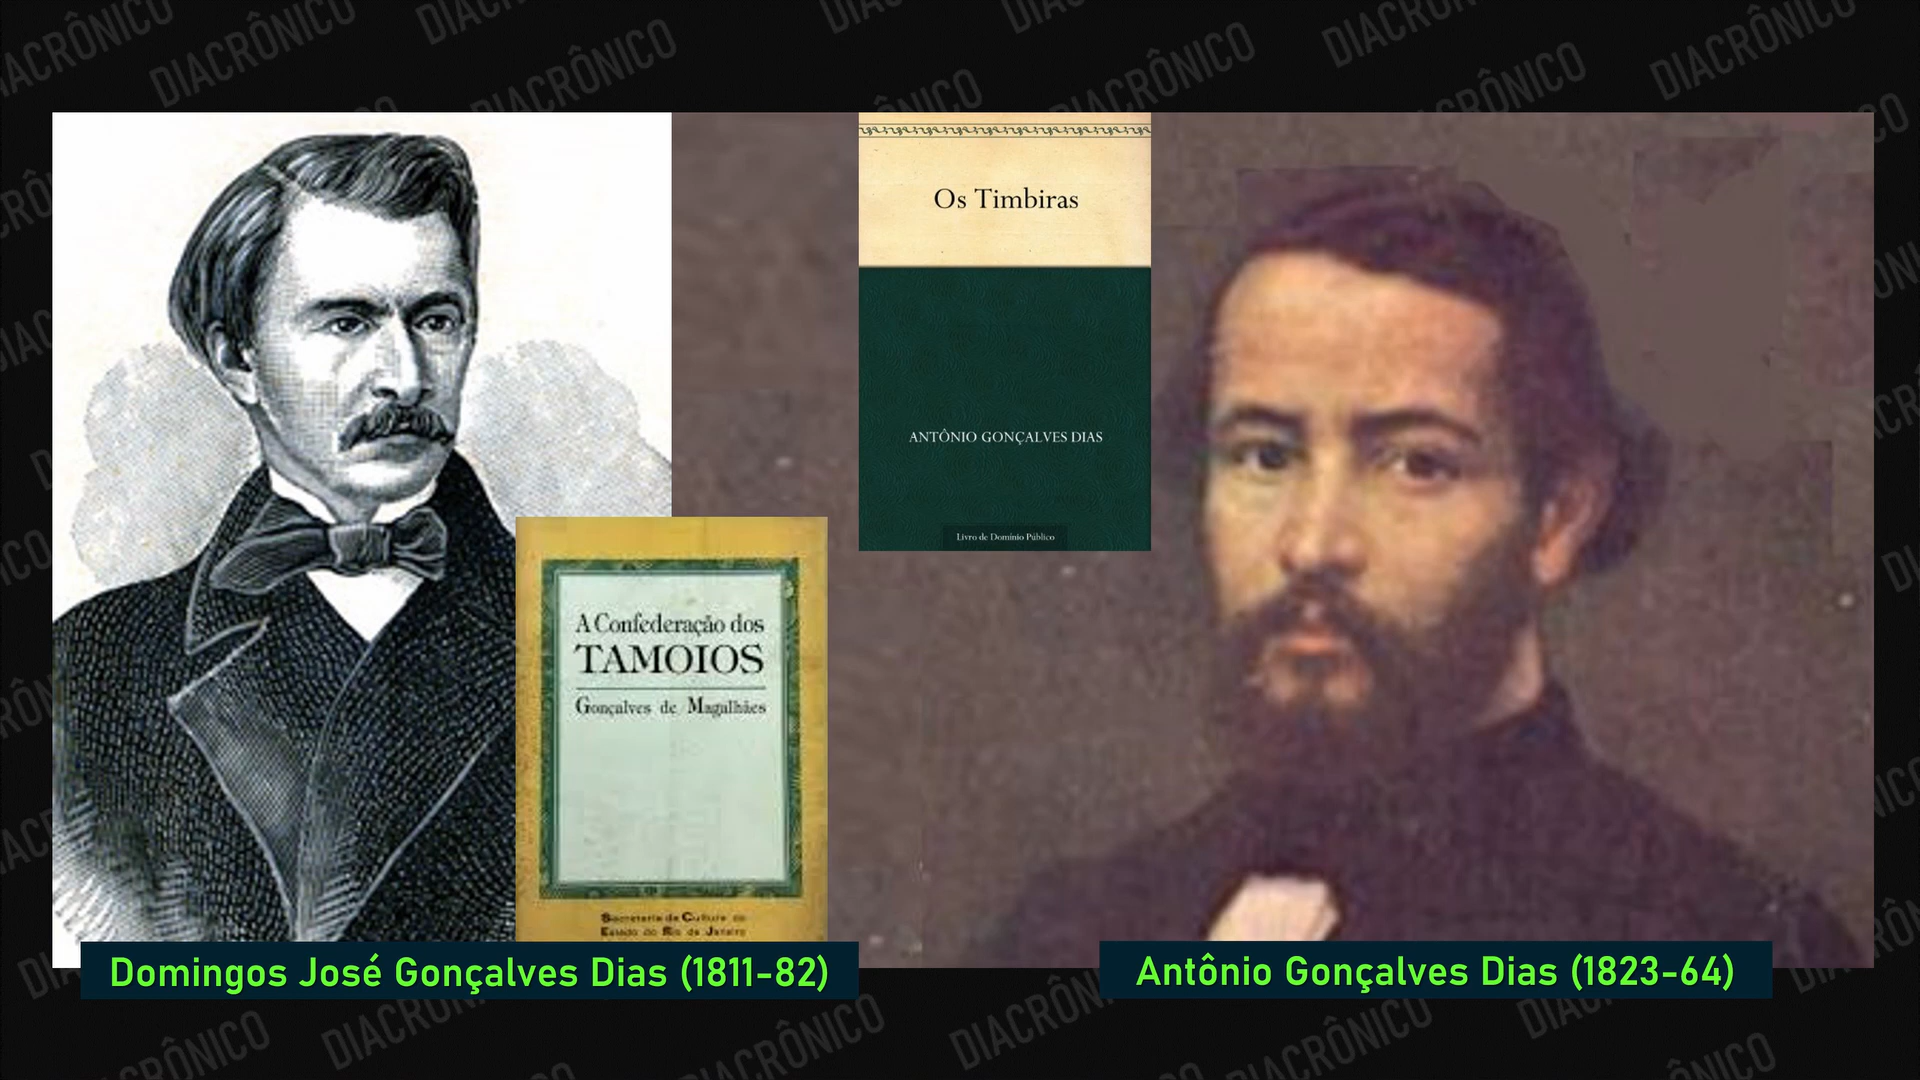 DIACRÔNICO
Os Timbiras
ANTÔNIO GONÇALVES DIAS
Livro de Domínio Público
A Confederação dos
TAMOIOS
Gonçalves de Magalhães
Secretaria de Cultura do
Estado do Rio de Janeiro
Domingos José Gonçalves Dias (1811-82)
Antônio Gonçalves Dias (1823-64)